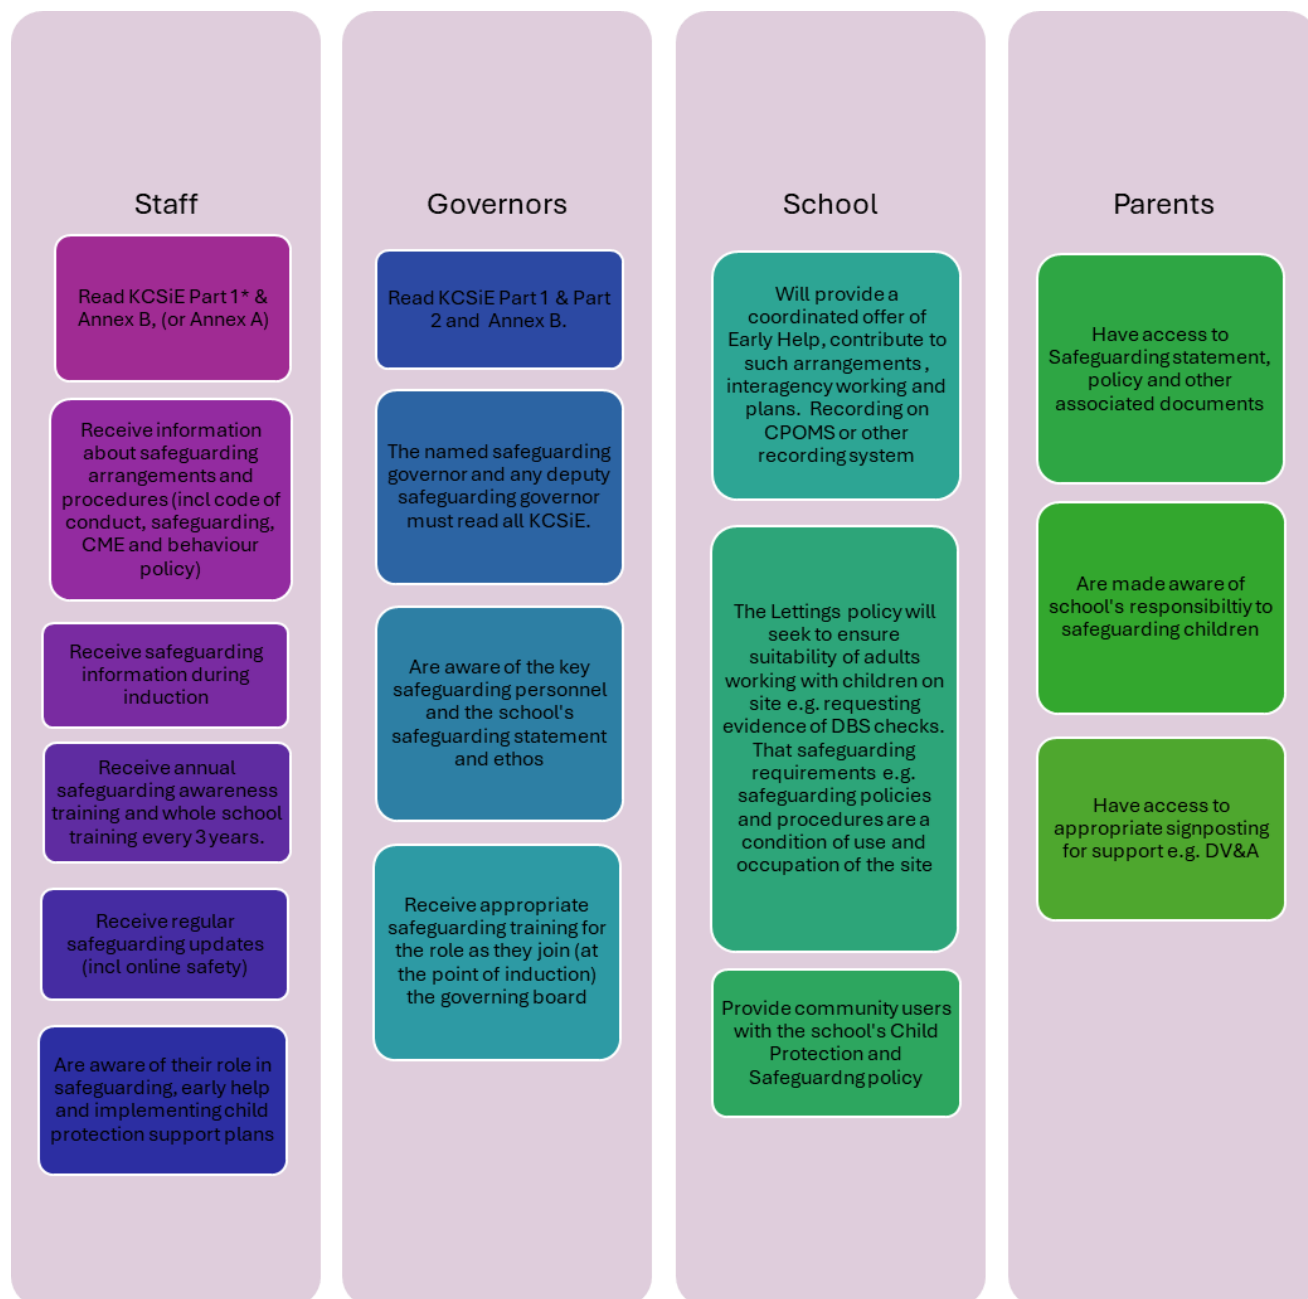 Staff
Read KCSiE Part 1* &
Annex B, (or Annex A)
Receive information
about safeguarding
arrangements and
procedures (incl code of
conduct, safeguarding,
CME and behaviour
policy)
Receive safeguarding
information during
induction
Receive annual
safeguarding awareness
training and whole school
training every 3 years.
Receive regular
safeguarding updates
(incl online safety)
Are aware of their role in
safeguarding, early help
and implementing child
protection support plans
Governors
Read KCSiE Part 1 & Part
2 and Annex B.
The named safeguarding
governor and any deputy
safeguarding governor
must read all KCSiE.
Are aware of the key
safeguarding personnel
and the school's
safeguarding statement
and ethos
Receive appropriate
safeguarding training for
the role as they join (at
the point of induction)
the governing board
School
Will provide a
coordinated offer of
Early Help, contribute to
such arrangements ,
interagency working and
plans. Recording on
CPOMS or other
recording system
The Lettings policy will
seek to ensure
suitability of adults
working with children on
site e.g. requesting
evidence of DBS checks.
That safeguarding
requirements e.g.
safeguarding policies
and procedures are a
condition of use and
occupation of the site
Provide community users
with the school's Child
Protection and
Safeguardng policy
Parents
Have access to
Safeguarding statement,
policy and other
associated documents
Are made aware of
school's responsibiltiy to
safeguarding children
Have access to
appropriate signposting
for support e.g. DV&A